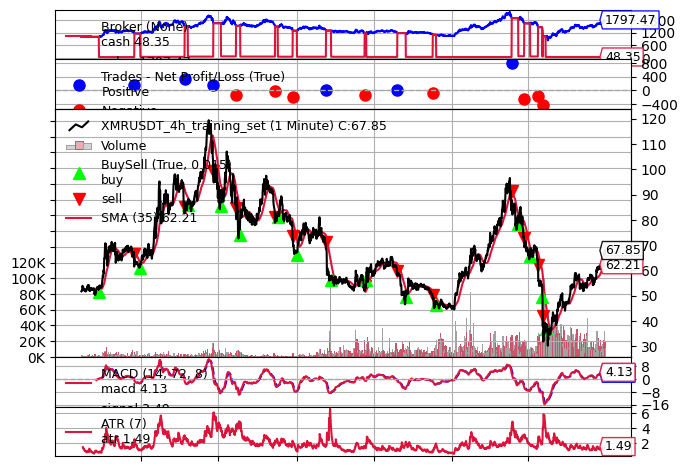 Broker (None)
cash 48.35
1797.47
1200
600
48.35
Trades - Net Profit/Loss (True)
Positive
800
400
0
−400
XMRUSDT_4h_training_set (1 Minute) C:67.85
Volume
BuySell (True, 0.015)
buy
sell
SMA (35) 62.21
120
110
100
90
80
70
67.85
62.21
60
50
40
30
120K
100K
80K
60K
40K
20K
0K
MACD (14, 72, 8)
macd 4.13
8
4.13
0
−8
−16
ATR (7)
atr 1.49
6
4
2
1.49